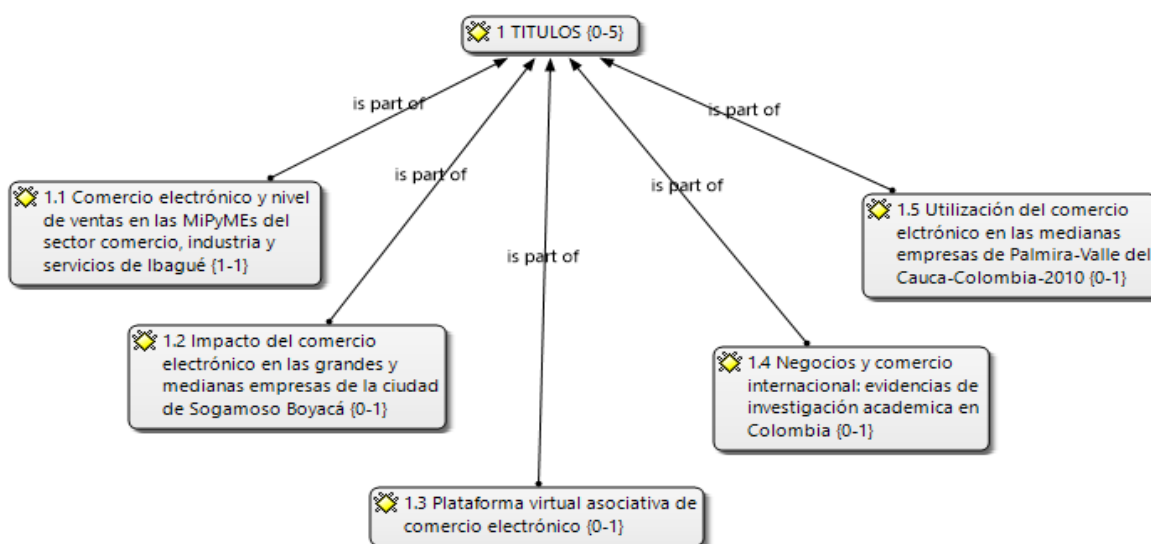 1 TITULOS {0-5}
is part of
is part of
is part of
is part of
is part of
1.1 Comercio electrónico y nivel
de ventas en las MiPyMEs del
sector comercio, industria y
servicios de Ibagué {1-1}
1.2 Impacto del comercio
electrónico en las grandes y
medianas empresas de la ciudad
de Sogamoso Boyacá {0-1}
1.3 Plataforma virtual asociativa de
comercio electrónico {0-1}
1.4 Negocios y comercio
internacional: evidencias de
investigación academica en
Colombia {0-1}
1.5 Utilización del comercio
elctrónico en las medianas
empresas de Palmira-Valle del
Cauca-Colombia-2010 {0-1}